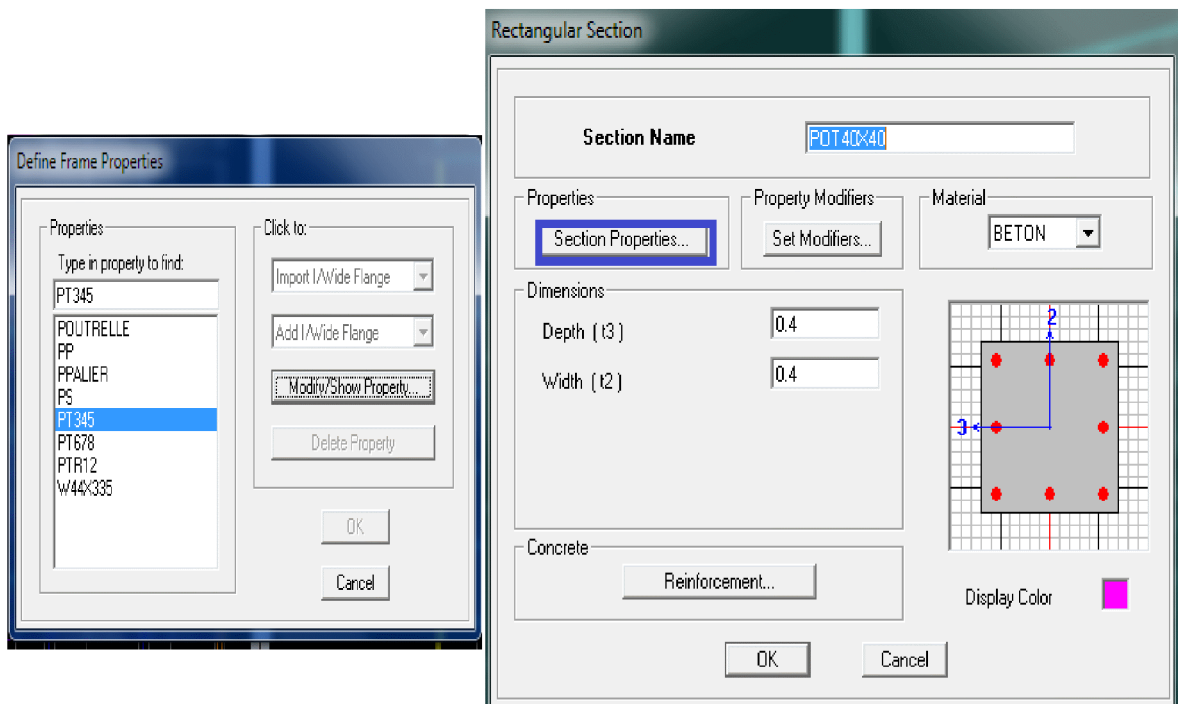 Define Frame Properties
Properties
Type in property to find:
PT345
POUTRELLE
PP
PPALIER
PS
PT345
PT678
PTR12
W44X335
Click to:
Import I/Wide Flange
Add I/Wide Flange
Modify/Show Property...
Delete Property
OK
Cancel
Rectangular Section
Section Name
POT40X40
Properties
Section Properties...
Property Modifiers
Set Modifiers...
Material
BETON
Dimensions
Depth ( t3 )
0.4
Width ( t2 )
0.4
2
3
Concrete
Reinforcement...
Display Color
OK
Cancel